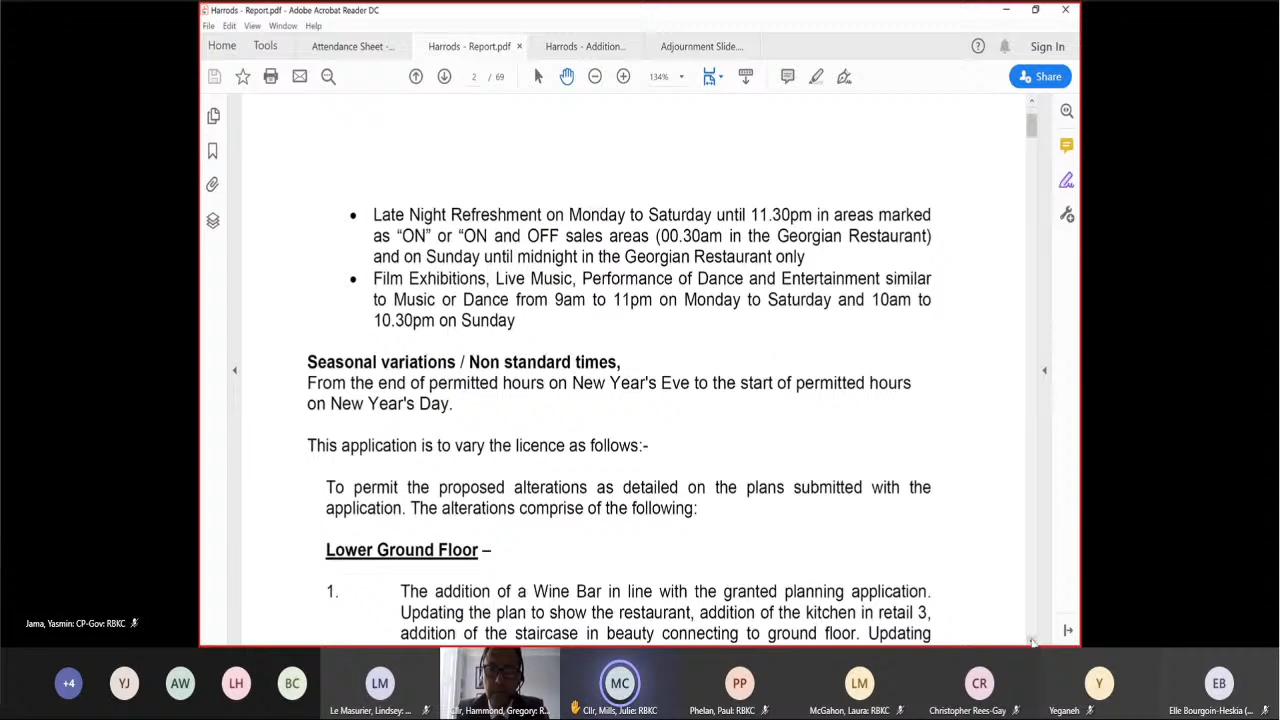 Harrods - Report.pdf - Adobe Acrobat Reader DC
File Edit View Window Help
Home Tools Attendance Sheet -... Harrods - Report.pdf × Harrods - Addition... Adjournment Slide.... Sign In
2 / 69 134% Share
• Late Night Refreshment on Monday to Saturday until 11.30pm in areas marked
as “ON” or “ON and OFF sales areas (00.30am in the Georgian Restaurant)
and on Sunday until midnight in the Georgian Restaurant only
• Film Exhibitions, Live Music, Performance of Dance and Entertainment similar
to Music or Dance from 9am to 11pm on Monday to Saturday and 10am to
10.30pm on Sunday
Seasonal variations / Non standard times,
From the end of permitted hours on New Year's Eve to the start of permitted hours
on New Year's Day.
This application is to vary the licence as follows:-
To permit the proposed alterations as detailed on the plans submitted with the
application. The alterations comprise of the following:
Lower Ground Floor –
1. The addition of a Wine Bar in line with the granted planning application.
Updating the plan to show the restaurant, addition of the kitchen in retail 3,
addition of the staircase in beauty connecting to ground floor. Updating
Jama, Yasmin: CP-Gov: RBKC
+4 YJ AW LH BC LM MC PP LM CR Y EB
Le Masurier, Lindsey: ... Cllr, Hammond, Gregory: R... Cllr, Mills, Julie: RBKC Phelan, Paul: RBKC McGahon, Laura: RBKC Christopher Rees-Gay Yeganeh Elle Bourgoin-Heskia (